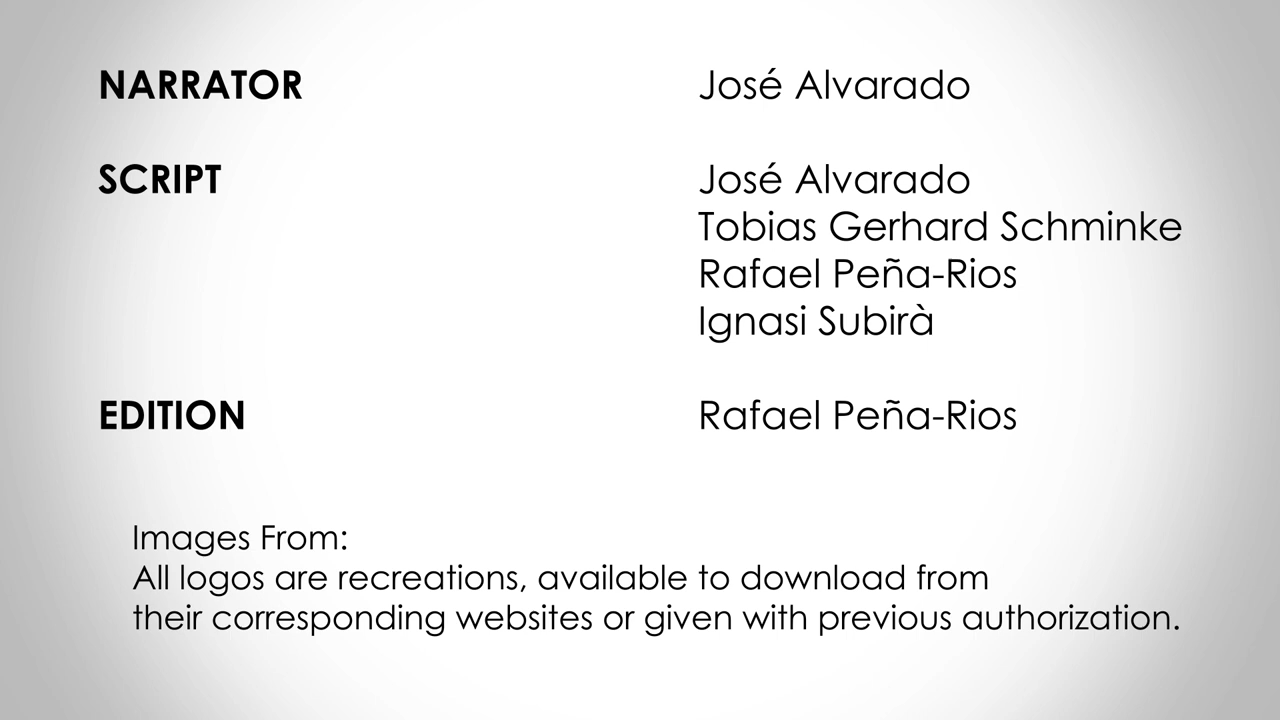 NARRATOR José Alvarado
SCRIPT José Alvarado
Tobias Gerhard Schminke
Rafael Peña-Rios
Ignasi Subirà
EDITION Rafael Peña-Rios
Images From:
All logos are recreations, available to download from
their corresponding websites or given with previous authorization.